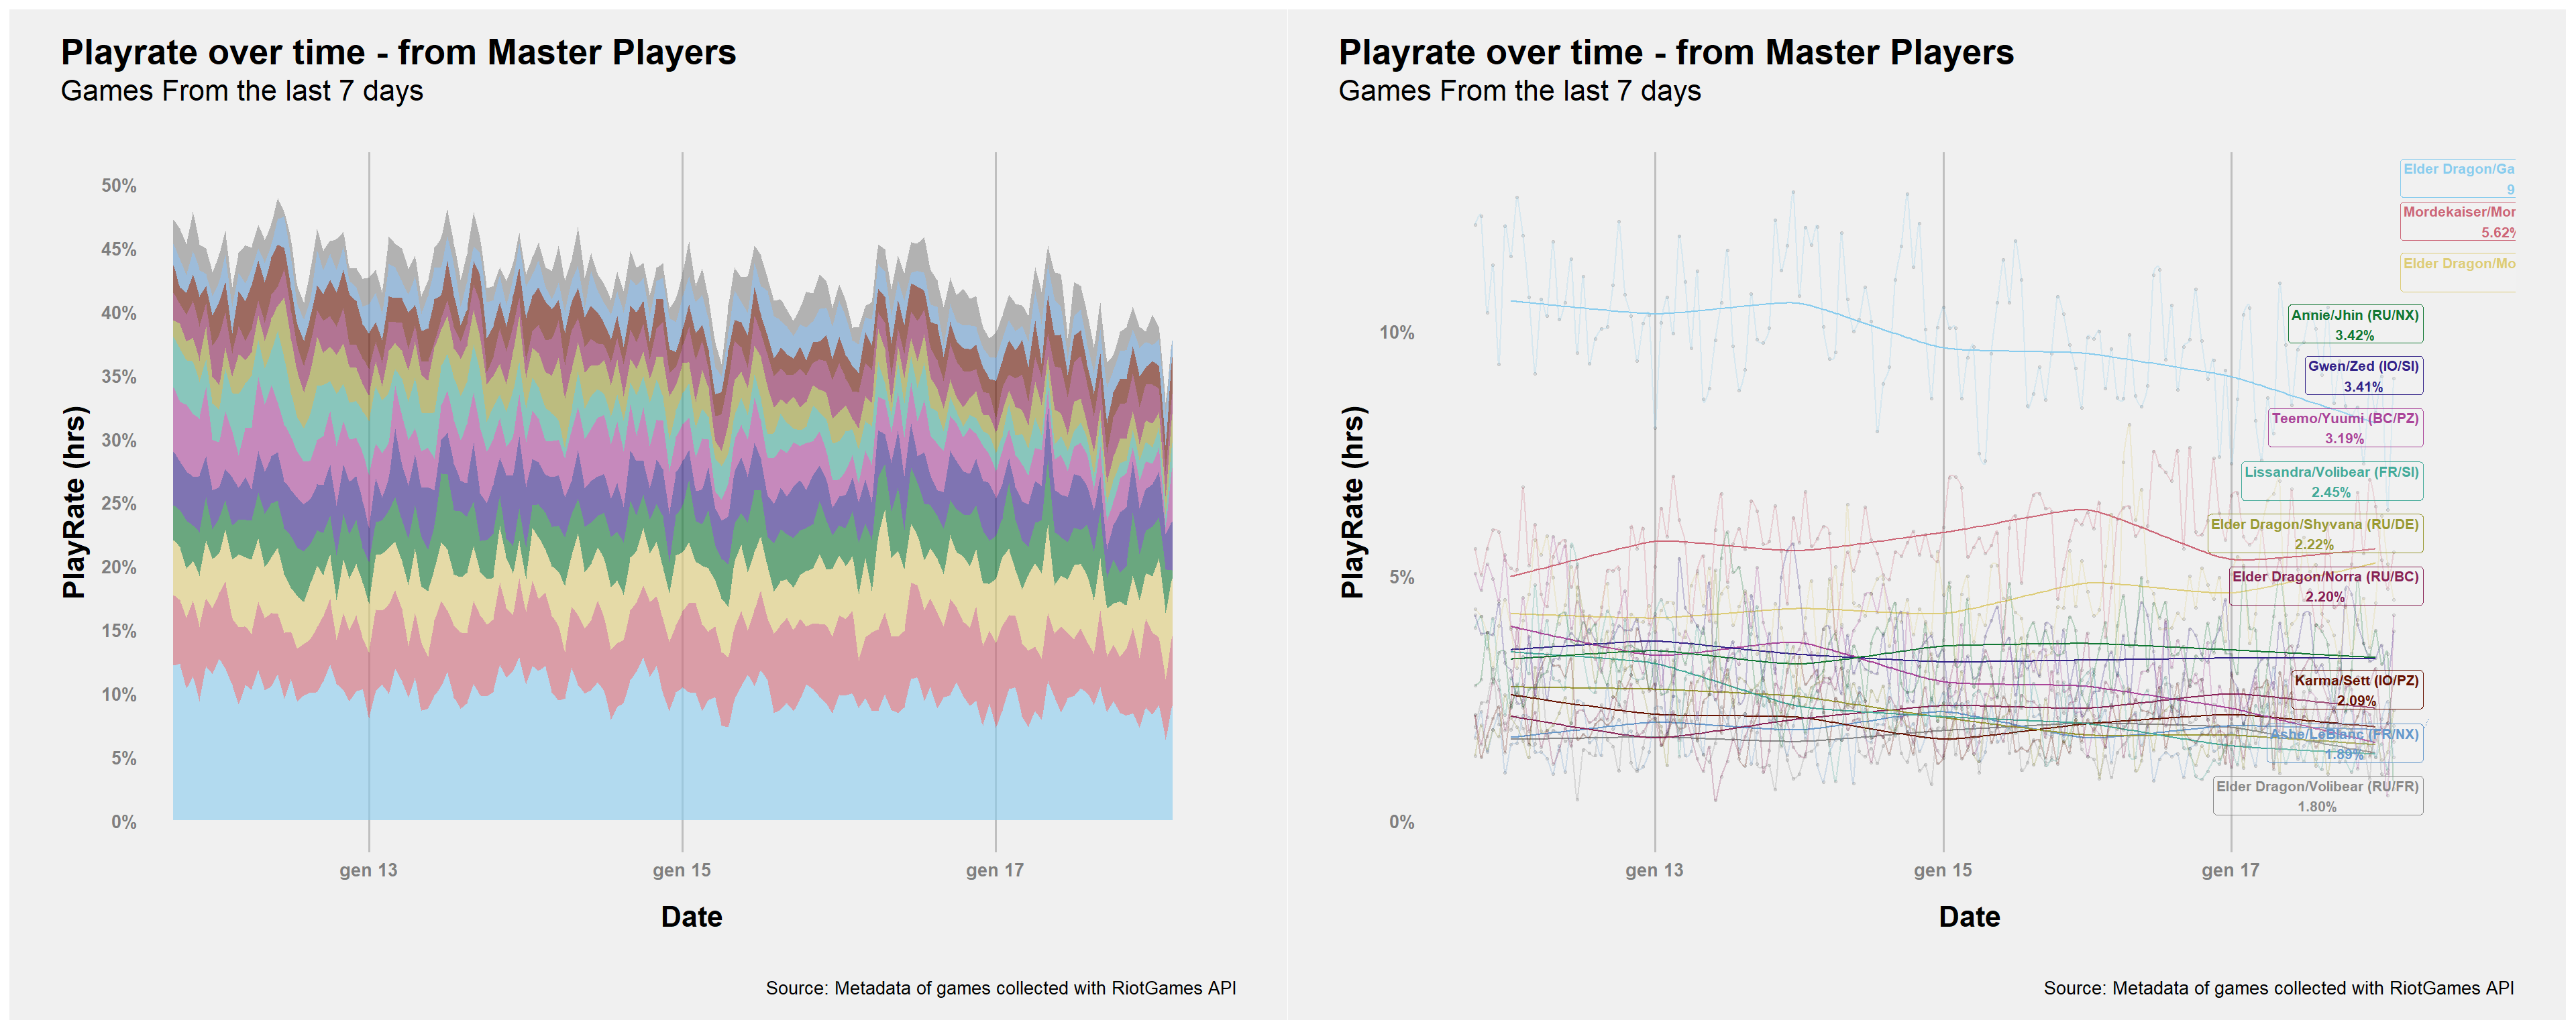 Playrate over time - from Master Players
Games From the last 7 days
50%
45%
40%
35%
30%
25%
20%
15%
10%
5%
0%
PlayRate (hrs)
gen 13
gen 15
gen 17
Date
Source: Metadata of games collected with RiotGames API
Playrate over time - from Master Players
Games From the last 7 days
10%
5%
0%
PlayRate (hrs)
Elder Dragon/Ga
9
Mordekaiser/Mor
5.62%
Elder Dragon/Mo
Annie/Jhin (RU/NX)
3.42%
Gwen/Zed (IO/SI)
3.41%
Teemo/Yuumi (BC/PZ)
3.19%
Lissandra/Volibear (FR/SI)
2.45%
Elder Dragon/Shyvana (RU/DE)
2.22%
Elder Dragon/Norra (RU/BC)
2.20%
Karma/Sett (IO/PZ)
2.09%
Ashe/LeBlanc (FR/NX)
1.89%
Elder Dragon/Volibear (RU/FR)
1.80%
gen 13
gen 15
gen 17
Date
Source: Metadata of games collected with RiotGames API